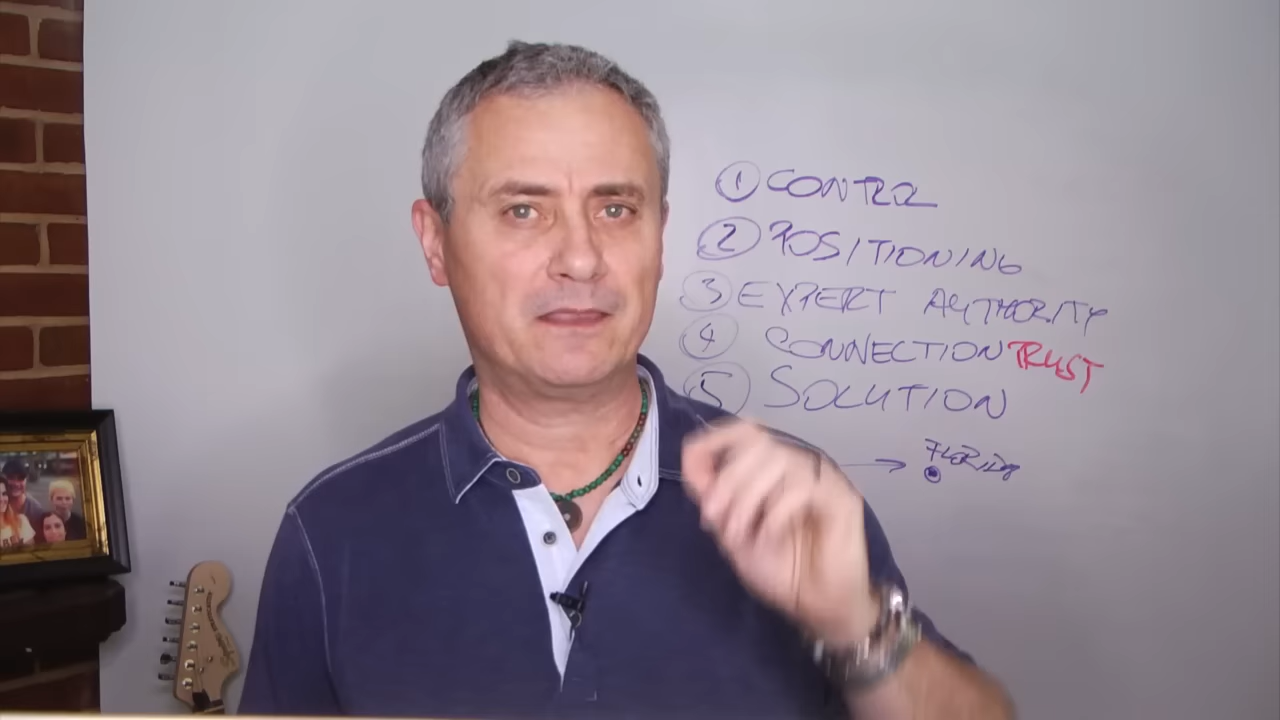 1 CONTROL
2 POSITIONING
3 EXPERT AUTHORITY
4 CONNECTION TRUST
5 SOLUTION
FLORIDA